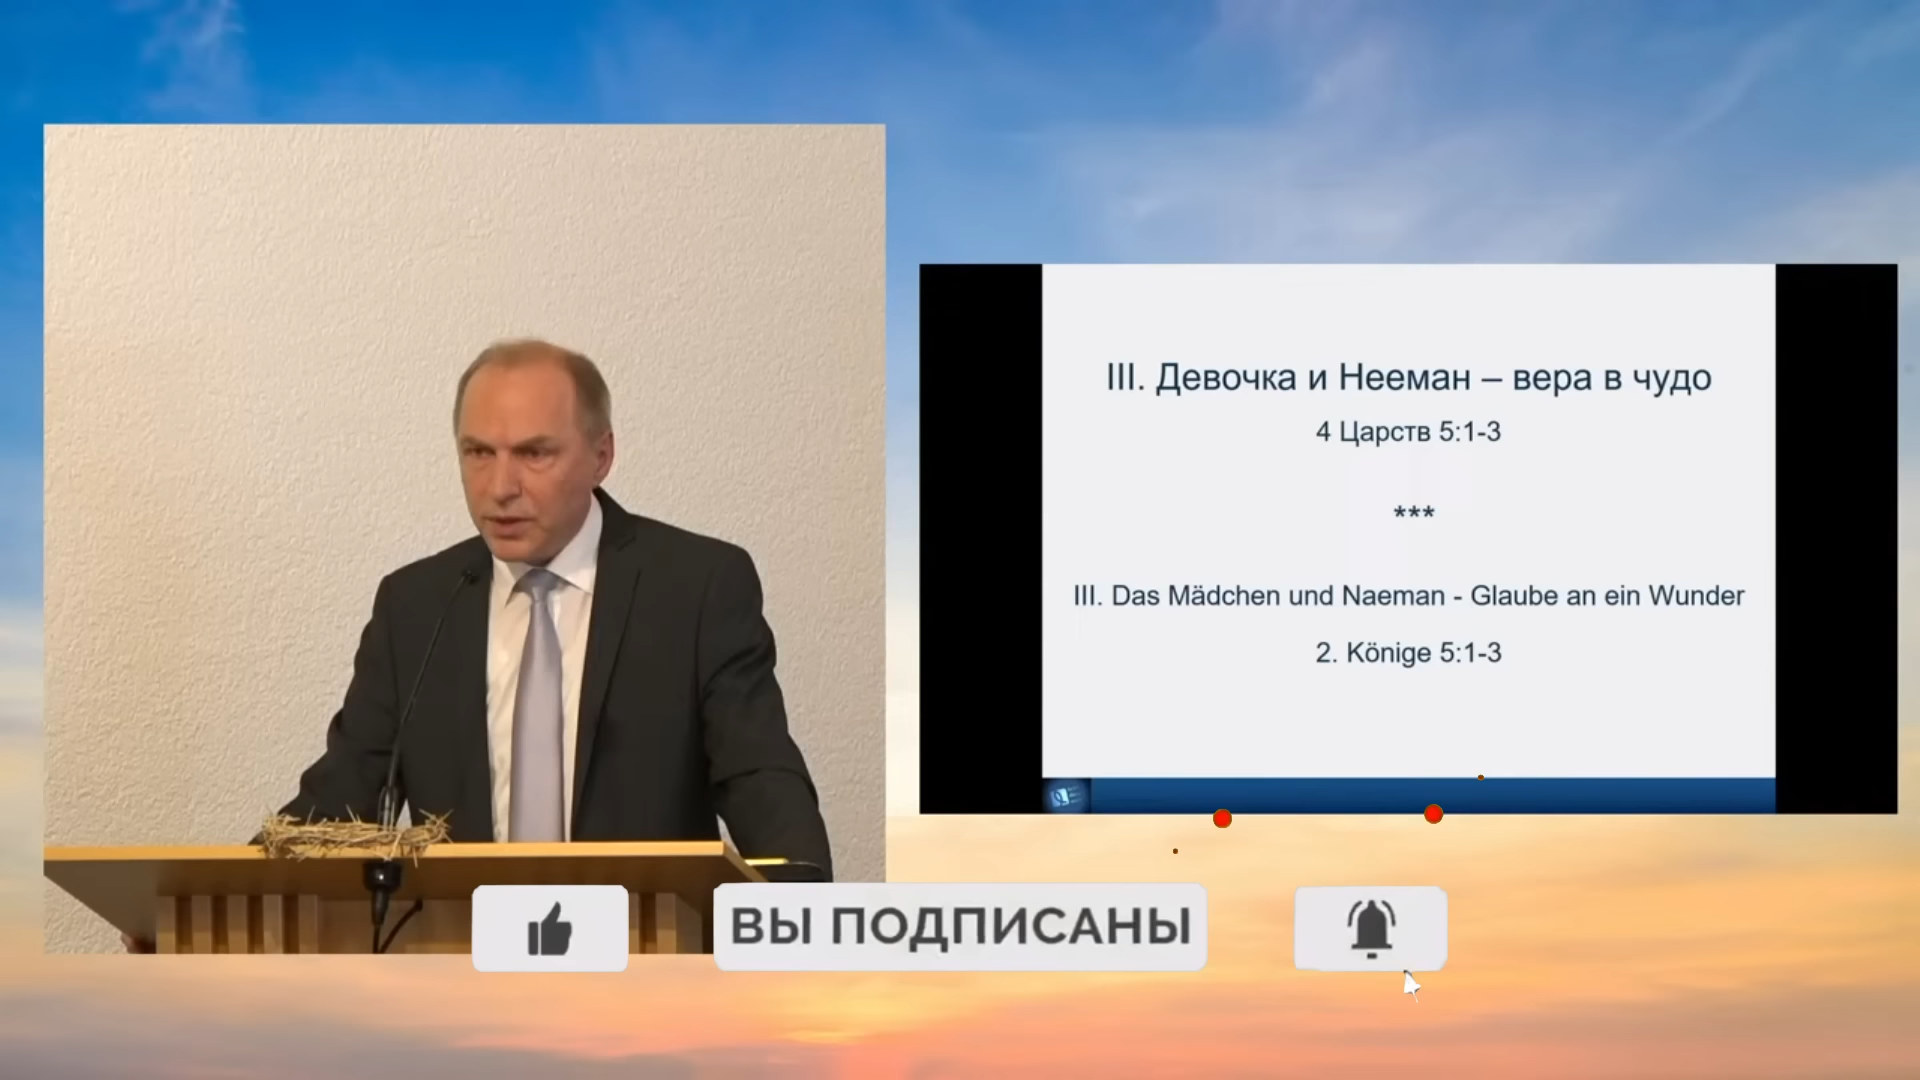 III. Девочка и Нееман – вера в чудо
4 Царств 5:1-3
***
III. Das Mädchen und Naeman - Glaube an ein Wunder
2. Könige 5:1-3
ВЫ ПОДПИСАНЫ